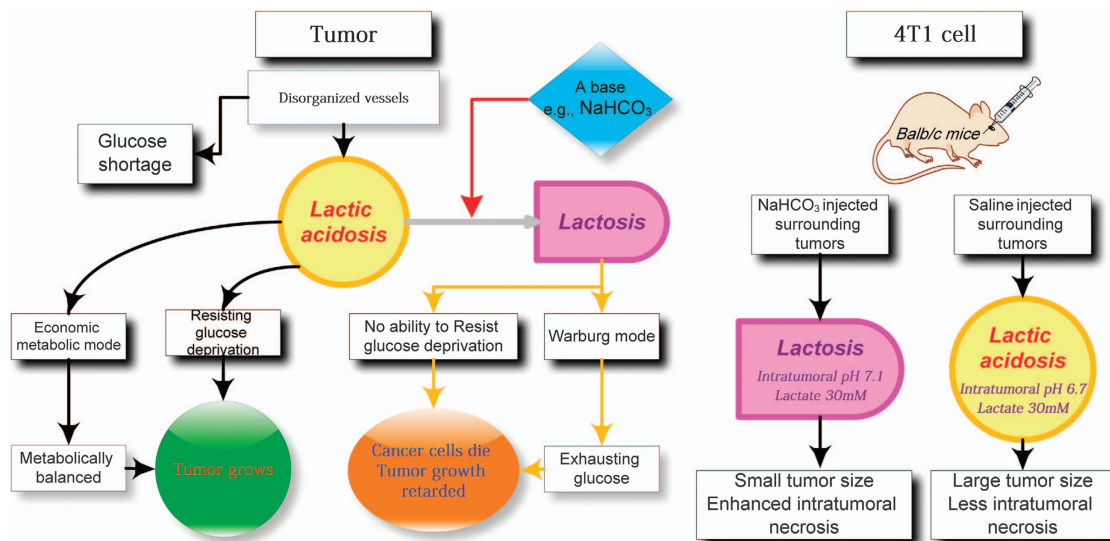 Tumor
Disorganized vessels
Glucose
shortage
A base
e.g., NaHCO₃
Lactic
acidosis
Lactosis
Economic
metabolic mode
Resisting
glucose
deprivation
No ability to Resist
glucose deprivation
Warburg mode
Metabolically
balanced
Tumor grows
Cancer cells die
Tumor growth
retarded
Exhausting
glucose
4T1 cell
Balb/c mice
NaHCO₃ injected
surrounding
tumors
Saline injected
surrounding
tumors
Lactosis
Intratumoral pH 7.1
Lactate 30mM
Lactic
acidosis
Intratumoral pH 6.7
Lactate 30mM
Small tumor size
Enhanced intratumoral
necrosis
Large tumor size
Less intratumoral
necrosis